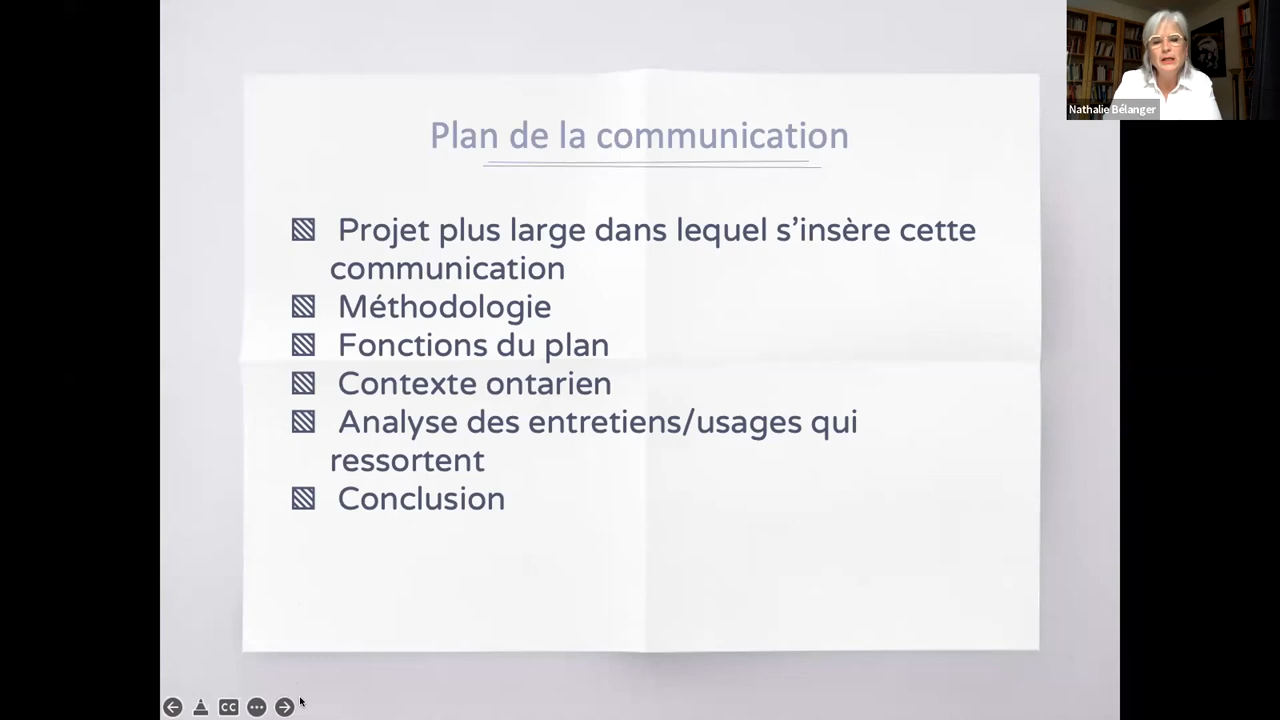 Nathalie Bélanger
Plan de la communication
Projet plus large dans lequel s’insère cette
communication
Méthodologie
Fonctions du plan
Contexte ontarien
Analyse des entretiens/usages qui
ressortent
Conclusion
CC